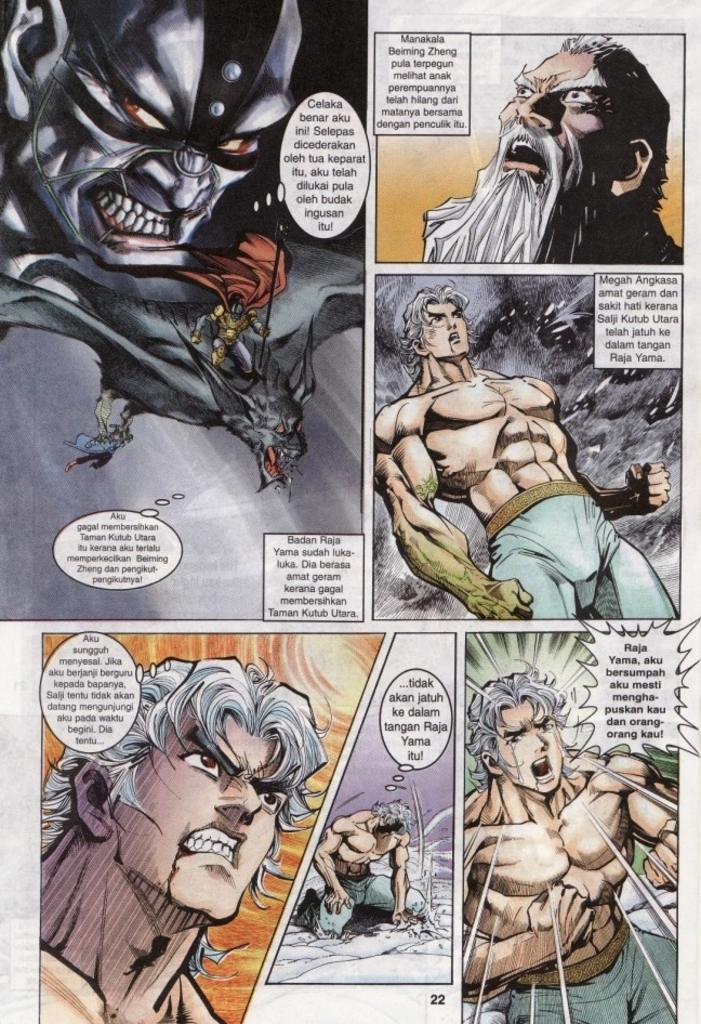 Celaka
benar aku
ini! Selepas
dicederakan
oleh tua keparat
itu, aku telah
dilukai pula
oleh budak
ingusan
itu!
Aku
gagal membersihkan
Taman Kutub Utara
itu kerana aku terlalu
memperkecilkan Beiming
Zheng dan pengikut-
pengikutnya!
Badan Raja
Yama sudah luka-
luka. Dia berasa
amat geram
kerana gagal
membersihkan
Taman Kutub Utara.
Manakala
Beiming Zheng
pula terpegun
melihat anak
perempuannya
telah hilang dari
matanya bersama
dengan penculik itu.
Megah Angkasa
amat geram dan
sakit hati kerana
Salji Kutub Utara
telah jatuh ke
dalam tangan
Raja Yama.
Aku
sungguh
menyesal. Jika
aku berjanji berguru
kepada bapanya,
Salji tentu tidak akan
datang mengunjungi
aku pada waktu
begini. Dia
tentu...
...tidak
akan jatuh
ke dalam
tangan Raja
Yama
itu!
Raja
Yama, aku
bersumpah
aku mesti
mengha-
puskan kau
dan orang-
orang kau!
22